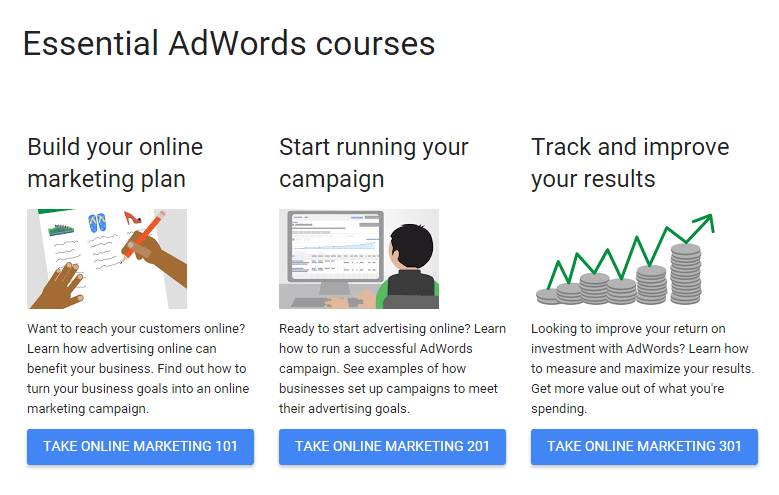 Essential AdWords courses
Build your online
marketing plan
Want to reach your customers online?
Learn how advertising online can
benefit your business. Find out how to
turn your business goals into an online
marketing campaign.
TAKE ONLINE MARKETING 101
Start running your
campaign
Ready to start advertising online? Learn
how to run a successful AdWords
campaign. See examples of how
businesses set up campaigns to meet
their advertising goals.
TAKE ONLINE MARKETING 201
Track and improve
your results
Looking to improve your return on
investment with AdWords? Learn how
to measure and maximize your results.
Get more value out of what you're
spending.
TAKE ONLINE MARKETING 301